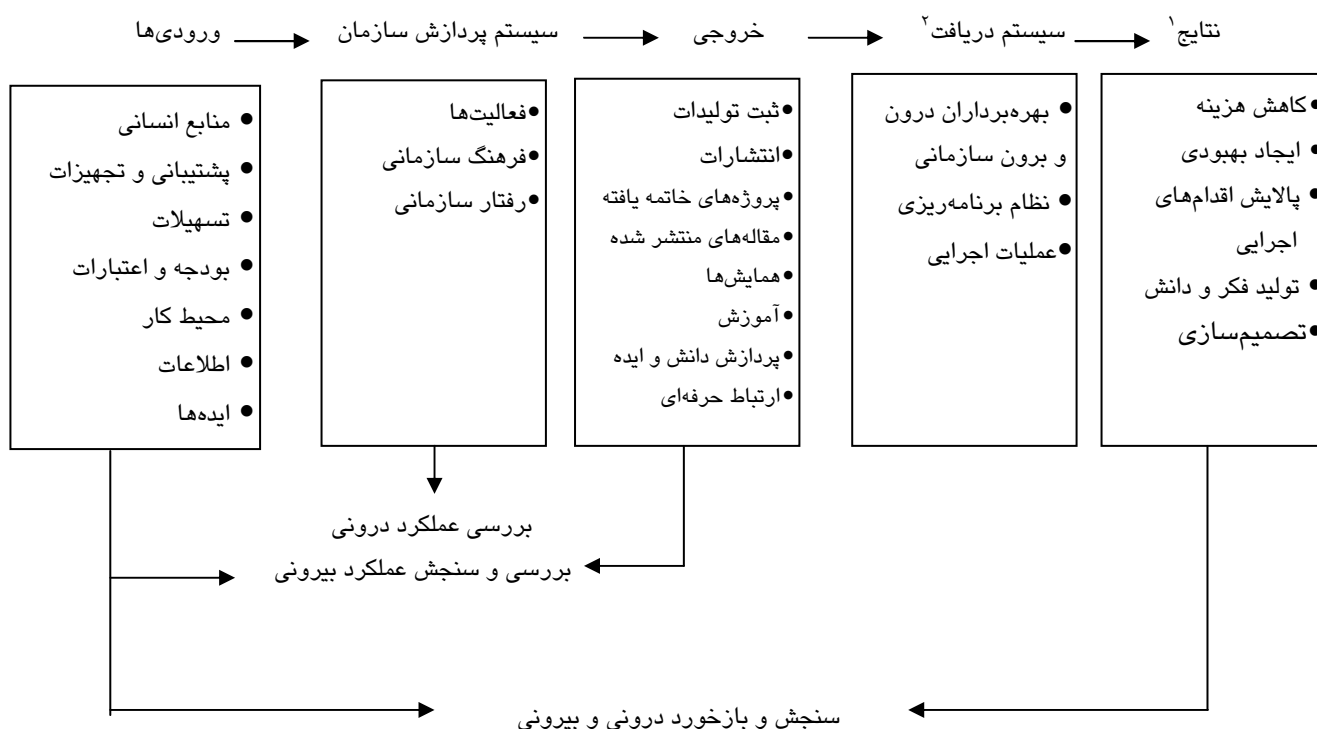 ورودی‌ها
سیستم پردازش سازمان
خروجی
سیستم دریافت۲
نتایج۱
● منابع انسانی
● پشتیبانی و تجهیزات
● تسهیلات
● بودجه و اعتبارات
● محیط کار
● اطلاعات
● ایده‌ها
●فعالیت‌ها
●فرهنگ سازمانی
●رفتار سازمانی
●ثبت تولیدات
●انتشارات
●پروژه‌های خاتمه یافته
●مقاله‌های منتشر شده
●همایش‌ها
●آموزش
●پردازش دانش و ایده
●ارتباط حرفه‌ای
● بهره‌برداران درون
و برون سازمانی
● نظام برنامه‌ریزی
●عملیات اجرایی
●کاهش هزینه
● ایجاد بهبودی
● پالایش اقدام‌های
اجرایی
● تولید فکر و دانش
●تصمیم‌سازی
بررسی عملکرد درونی
بررسی و سنجش عملکرد بیرونی
سنجش و بازخورد درونی و بیرونی